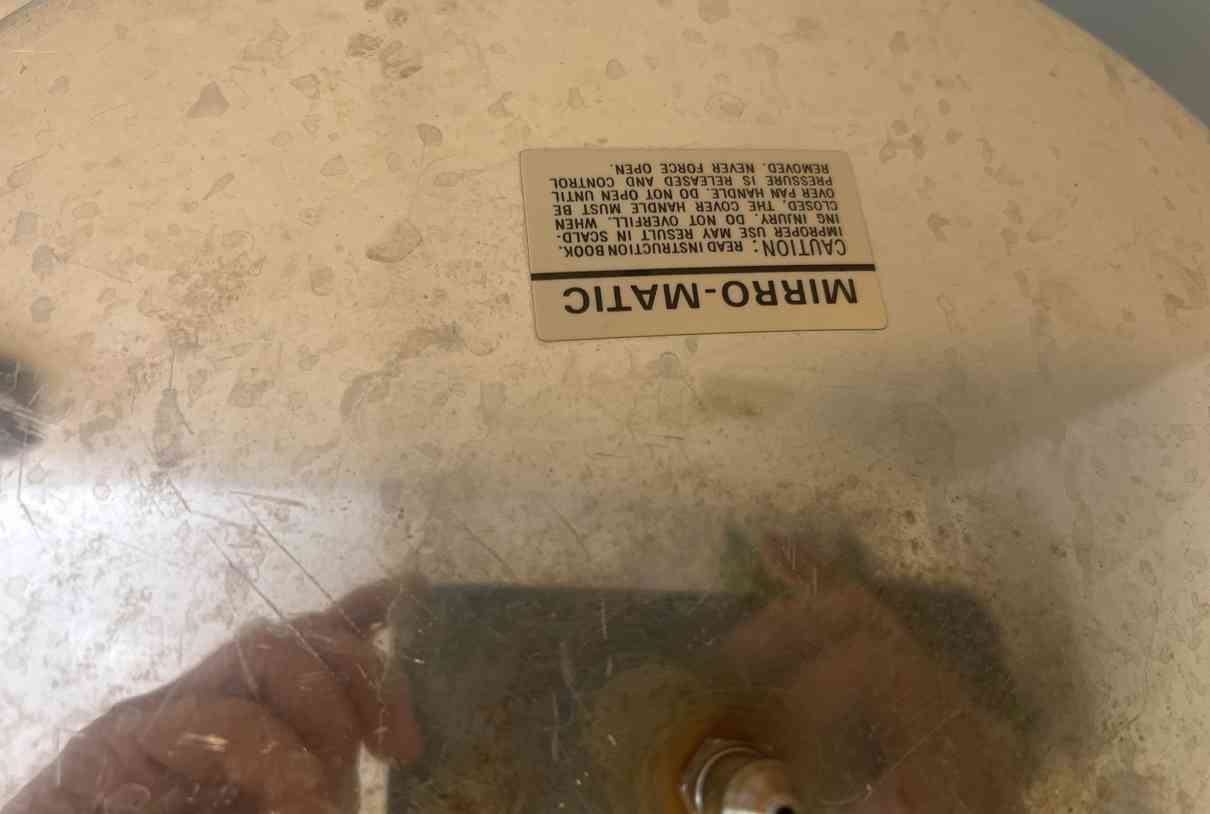 MIRRO-MATIC
CAUTION: READ INSTRUCTION BOOK.
IMPROPER USE MAY RESULT IN SCALD-
ING INJURY. DO NOT OVERFILL. WHEN
CLOSED, THE COVER HANDLE MUST BE
OVER PAN HANDLE. DO NOT OPEN UNTIL
PRESSURE IS RELEASED AND CONTROL
REMOVED. NEVER FORCE OPEN.